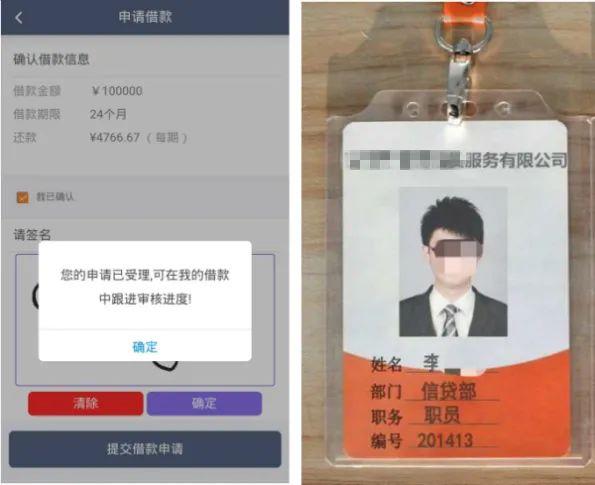 申请借款
确认借款信息
借款金额 ￥100000
借款期限 24个月
还款 ¥4766.67（每期）
我已确认
请签名
您的申请已受理,可在我的借款
中跟进审核进度!
确定
清除 确定
提交借款申请
服务有限公司
姓名 李
部门 信贷部
职务 职员
编号 201413